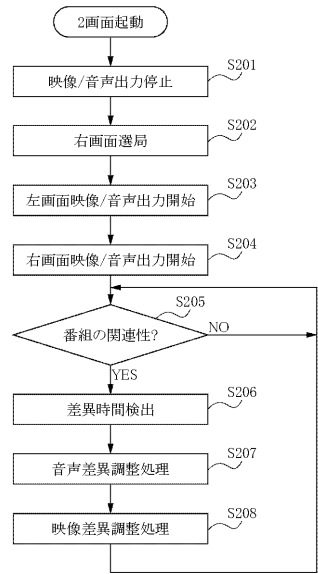 2画面起動
S201
映像/音声出力停止
S202
右画面選局
S203
左画面映像/音声出力開始
S204
右画面映像/音声出力開始
S205
番組の関連性?
NO
YES
S206
差異時間検出
S207
音声差異調整処理
S208
映像差異調整処理